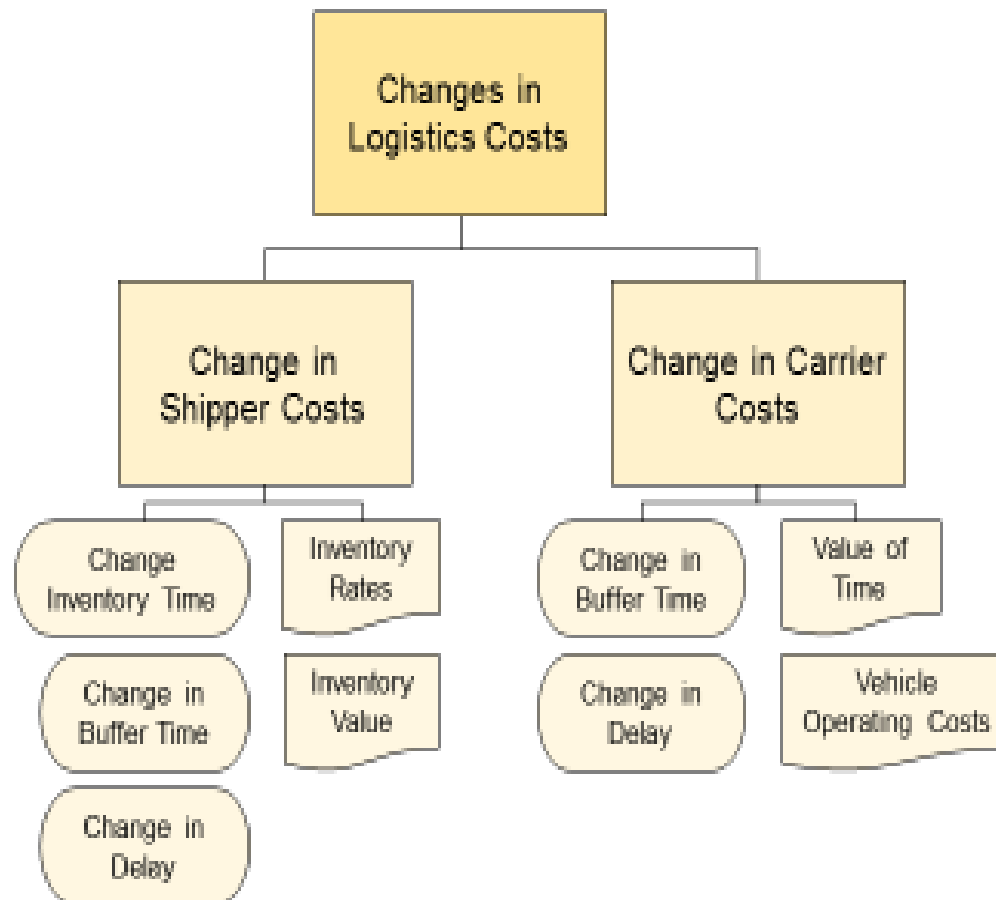 Changes in
Logistics Costs
Change in
Shipper Costs
Change in Carrier
Costs
Change
Inventory Time
Inventory
Rates
Change in
Buffer Time
Value of
Time
Change in
Buffer Time
Inventory
Value
Change in
Delay
Vehicle
Operating Costs
Change in
Delay